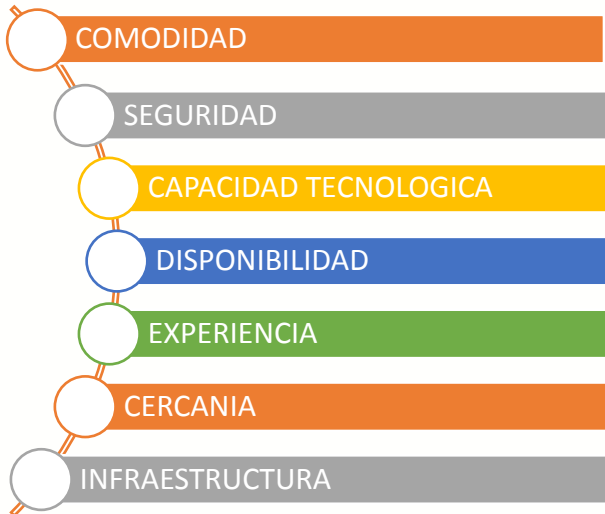 COMODIDAD
SEGURIDAD
CAPACIDAD TECNOLOGICA
DISPONIBILIDAD
EXPERIENCIA
CERCANIA
INFRAESTRUCTURA